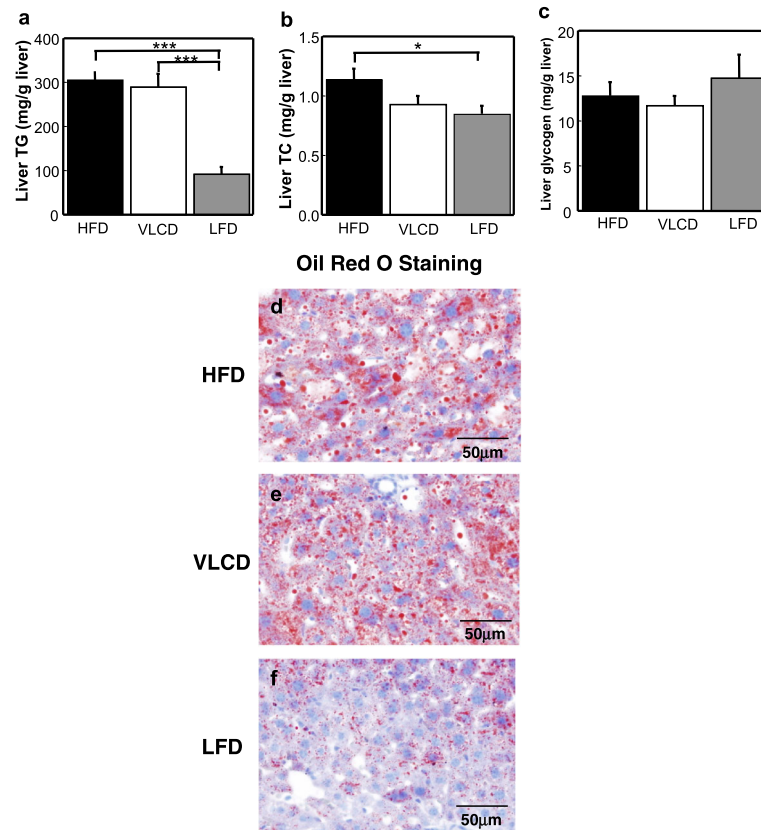 a
Liver TG (mg/g liver)
400
300
300
100
0
***
***
HFD
VLCD
LFD
b
Liver TC (mg/g liver)
1.5
1.0
0.5
0.0
*
HFD
VLCD
LFD
c
Liver glycogen (mg/g liver)
20
15
10
5
0
HFD
VLCD
LFD
Oil Red O Staining
d
HFD
50μm
e
VLCD
50μm
f
LFD
50μm